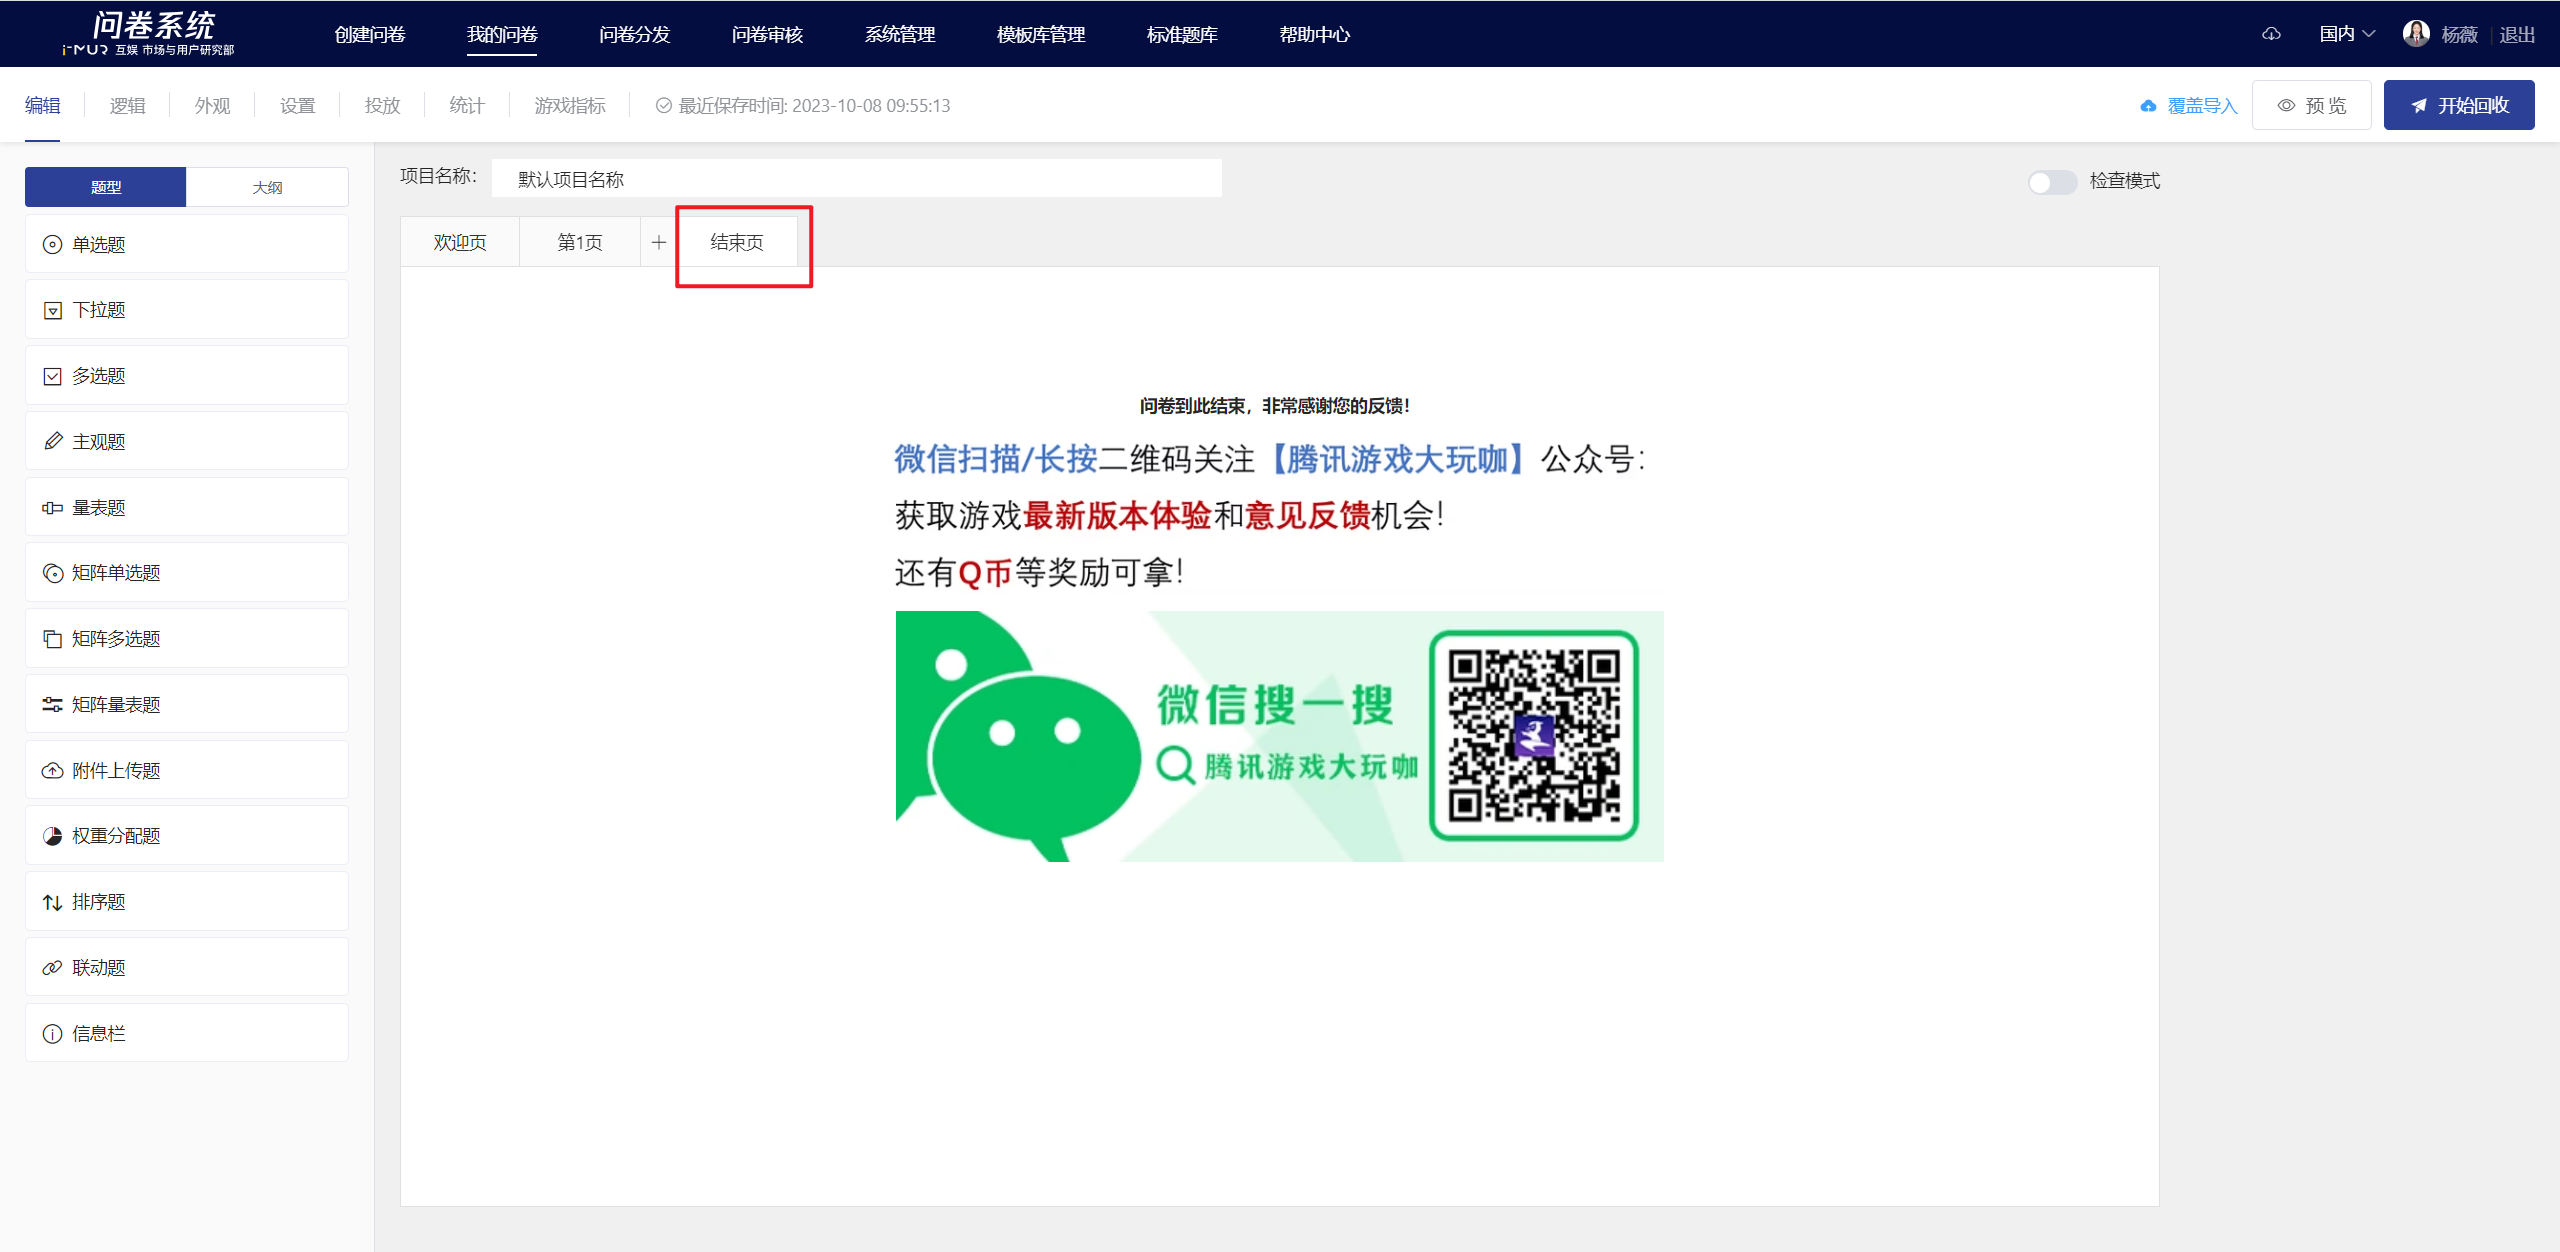 问卷系统
i-MUR 互娱 市场与用户研究部
创建问卷 我的问卷 问卷分发 问卷审核 系统管理 模板库管理 标准题库 帮助中心
国内 杨薇 退出
编辑 逻辑 外观 设置 投放 统计 游戏指标 最近保存时间: 2023-10-08 09:55:13
覆盖导入 预 览 开始回收
题型 大纲
项目名称: 默认项目名称
检查模式
欢迎页 第1页 + 结束页
单选题
下拉题
多选题
主观题
量表题
矩阵单选题
矩阵多选题
矩阵量表题
附件上传题
权重分配题
排序题
联动题
信息栏
问卷到此结束，非常感谢您的反馈！
微信扫描/长按二维码关注【腾讯游戏大玩咖】公众号：
获取游戏最新版本体验和意见反馈机会！
还有Q币等奖励可拿！
微信搜一搜
腾讯游戏大玩咖